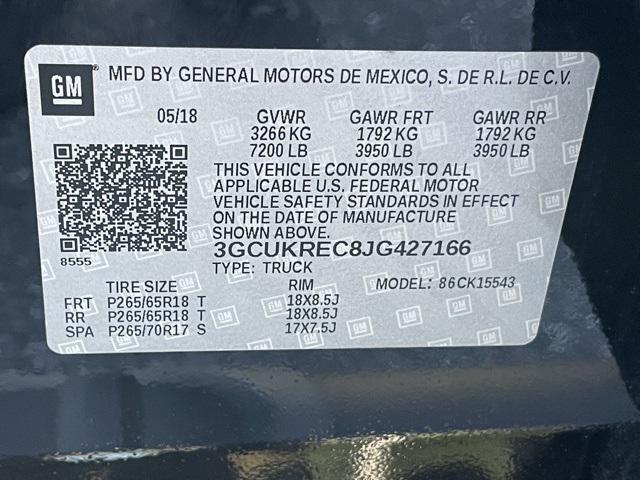 GM® MFD BY GENERAL MOTORS DE MEXICO, S. DE R.L. DE C.V.
05/18 GVWR GAWR FRT GAWR RR
3266 KG 1792 KG 1792 KG
7200 LB 3950 LB 3950 LB
THIS VEHICLE CONFORMS TO ALL
APPLICABLE U.S. FEDERAL MOTOR
VEHICLE SAFETY STANDARDS IN EFFECT
ON THE DATE OF MANUFACTURE
SHOWN ABOVE.
8555 3GCUKREC8JG427166
TYPE: TRUCK MODEL: 86CK15543
TIRE SIZE RIM
FRT P265/65R18 T 18X8.5J
RR P265/65R18 T 18X8.5J
SPA P265/70R17 S 17X7.5J